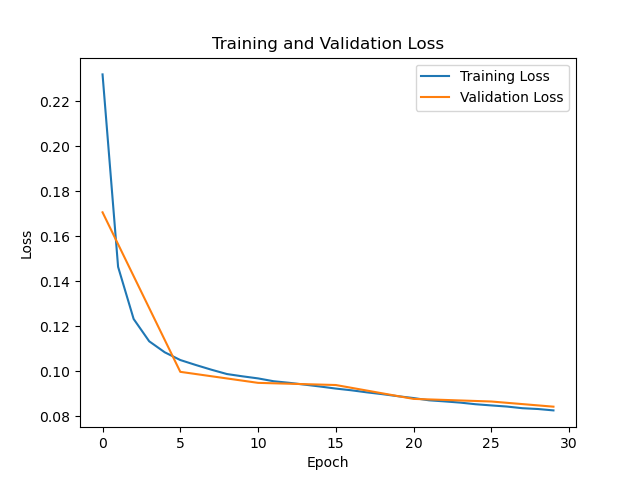 Training and Validation Loss
Training Loss
Validation Loss
0.22
0.20
0.18
0.16
0.14
0.12
0.10
0.08
Loss
0 5 10 15 20 25 30
Epoch